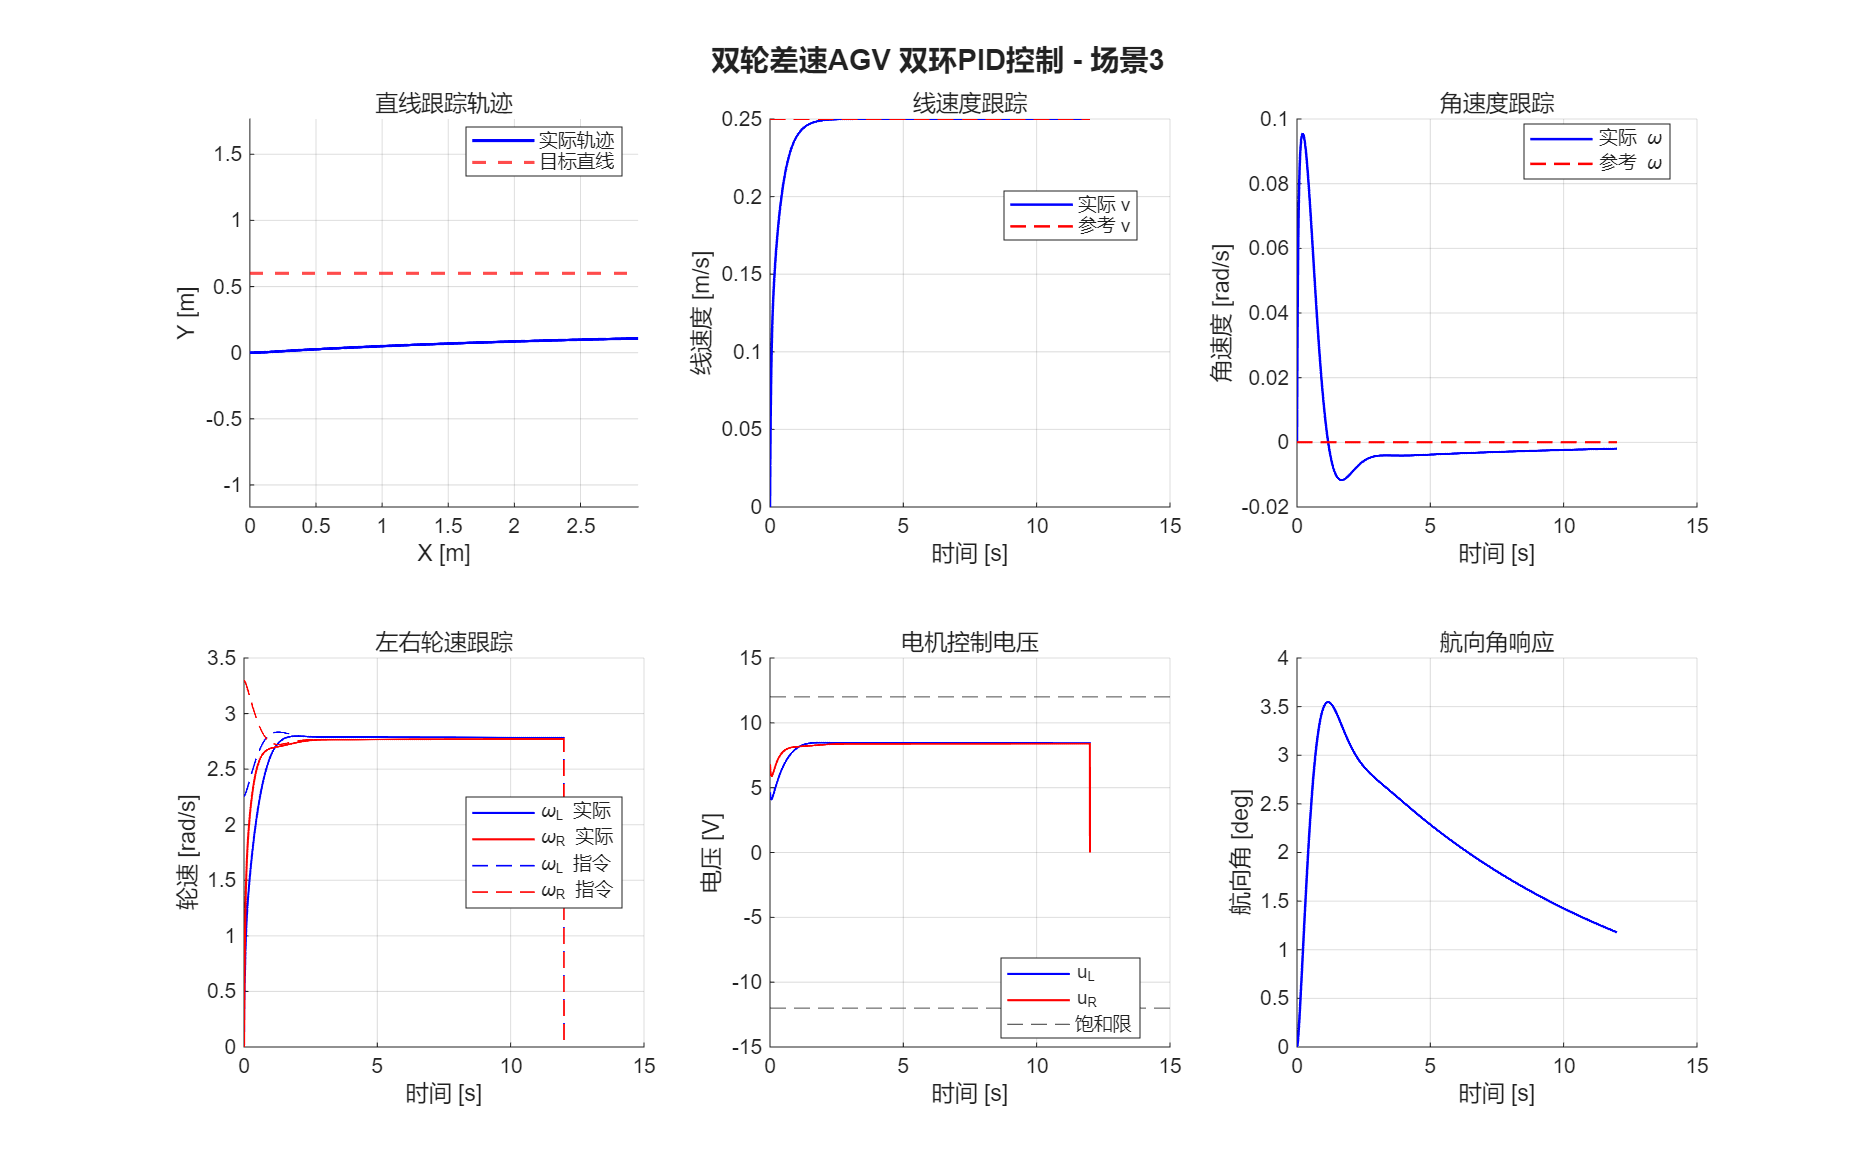 双轮差速AGV 双环PID控制 - 场景3
直线跟踪轨迹
实际轨迹
目标直线
Y [m]
1.5
1
0.5
0
-0.5
-1
0 0.5 1 1.5 2 2.5
X [m]
线速度跟踪
实际 v
参考 v
线速度 [m/s]
0.25
0.2
0.15
0.1
0.05
0
0 5 10 15
时间 [s]
角速度跟踪
实际 ω
参考 ω
角速度 [rad/s]
0.1
0.08
0.06
0.04
0.02
0
-0.02
0 5 10 15
时间 [s]
左右轮速跟踪
轮速 [rad/s]
3.5
3
2.5
2
1.5
1
0.5
0
ωL 实际
ωR 实际
ωL 指令
ωR 指令
0 5 10 15
时间 [s]
电机控制电压
电压 [V]
15
10
5
0
-5
-10
-15
uL
uR
饱和限
0 5 10 15
时间 [s]
航向角响应
航向角 [deg]
4
3.5
3
2.5
2
1.5
1
0.5
0
0 5 10 15
时间 [s]